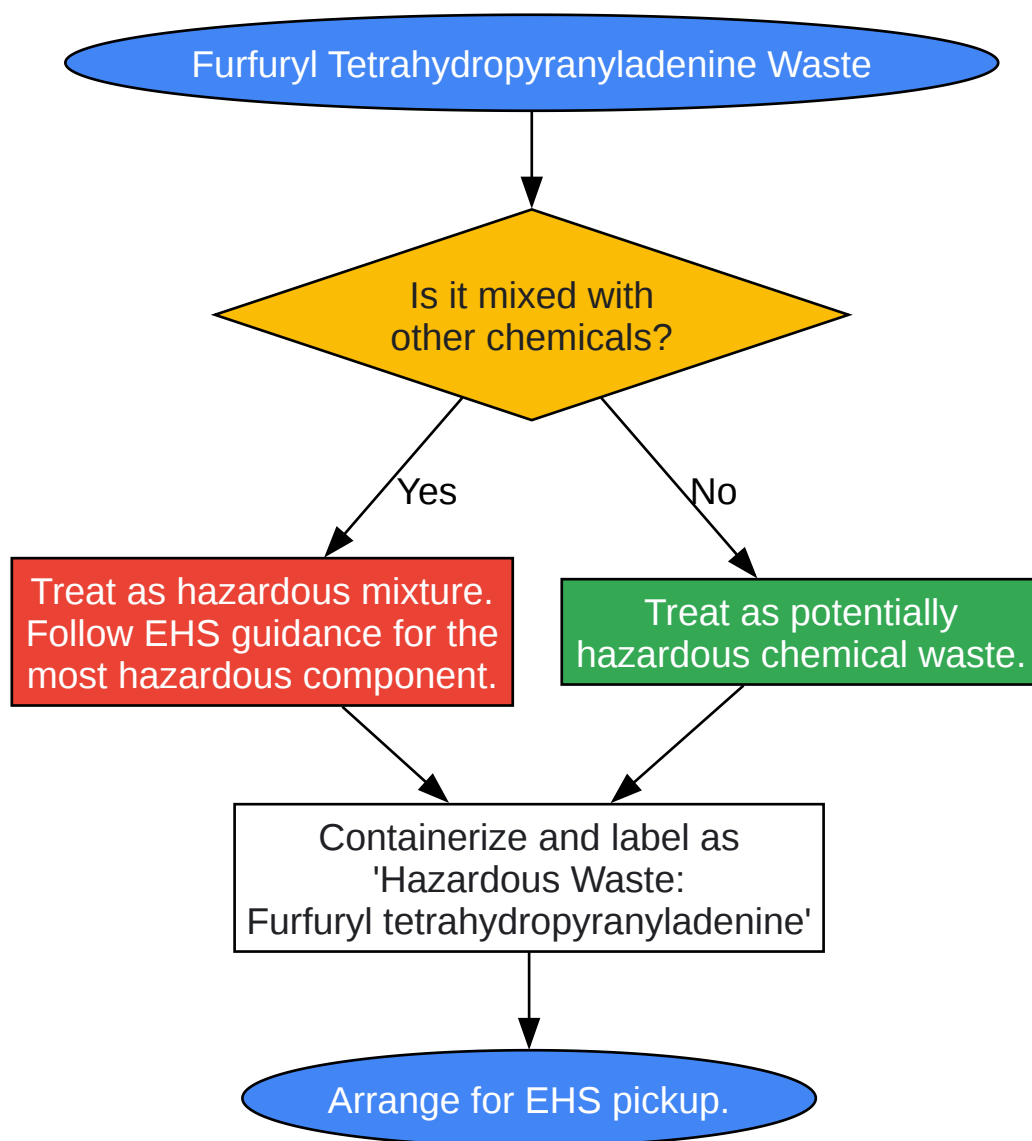 Furfuryl Tetrahydropyranyladenine Waste
Is it mixed with
other chemicals?
Yes
No
Treat as hazardous mixture.
Follow EHS guidance for the
most hazardous component.
Treat as potentially
hazardous chemical waste.
Containerize and label as
'Hazardous Waste:
Furfuryl tetrahydropyranyladenine'
Arrange for EHS pickup.